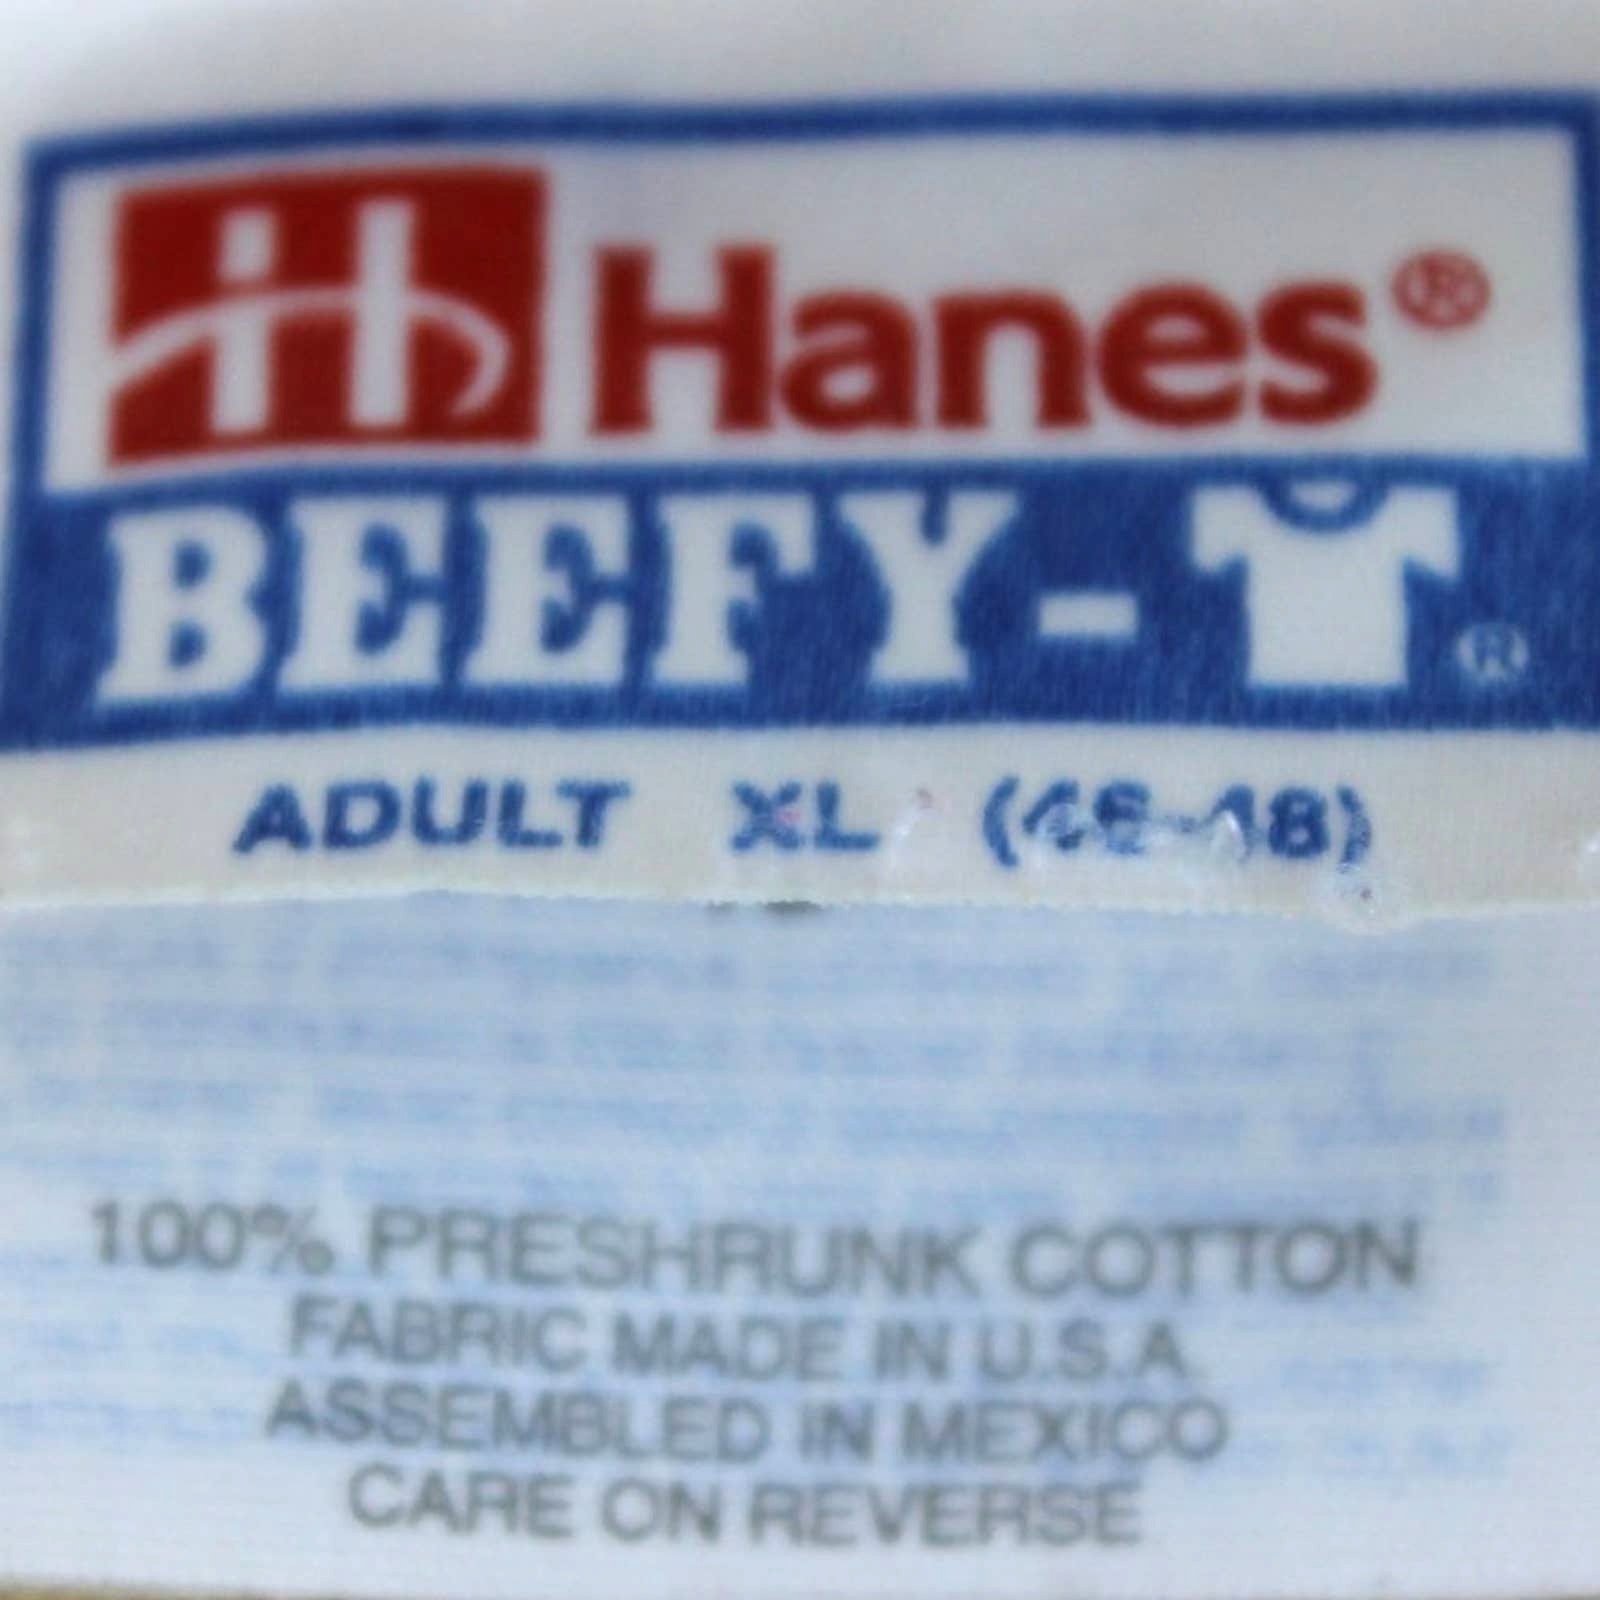 Hanes®
BEEFY-T®
ADULT XL (46-48)
100% PRESHRUNK COTTON
FABRIC MADE IN U.S.A
ASSEMBLED IN MEXICO
CARE ON REVERSE